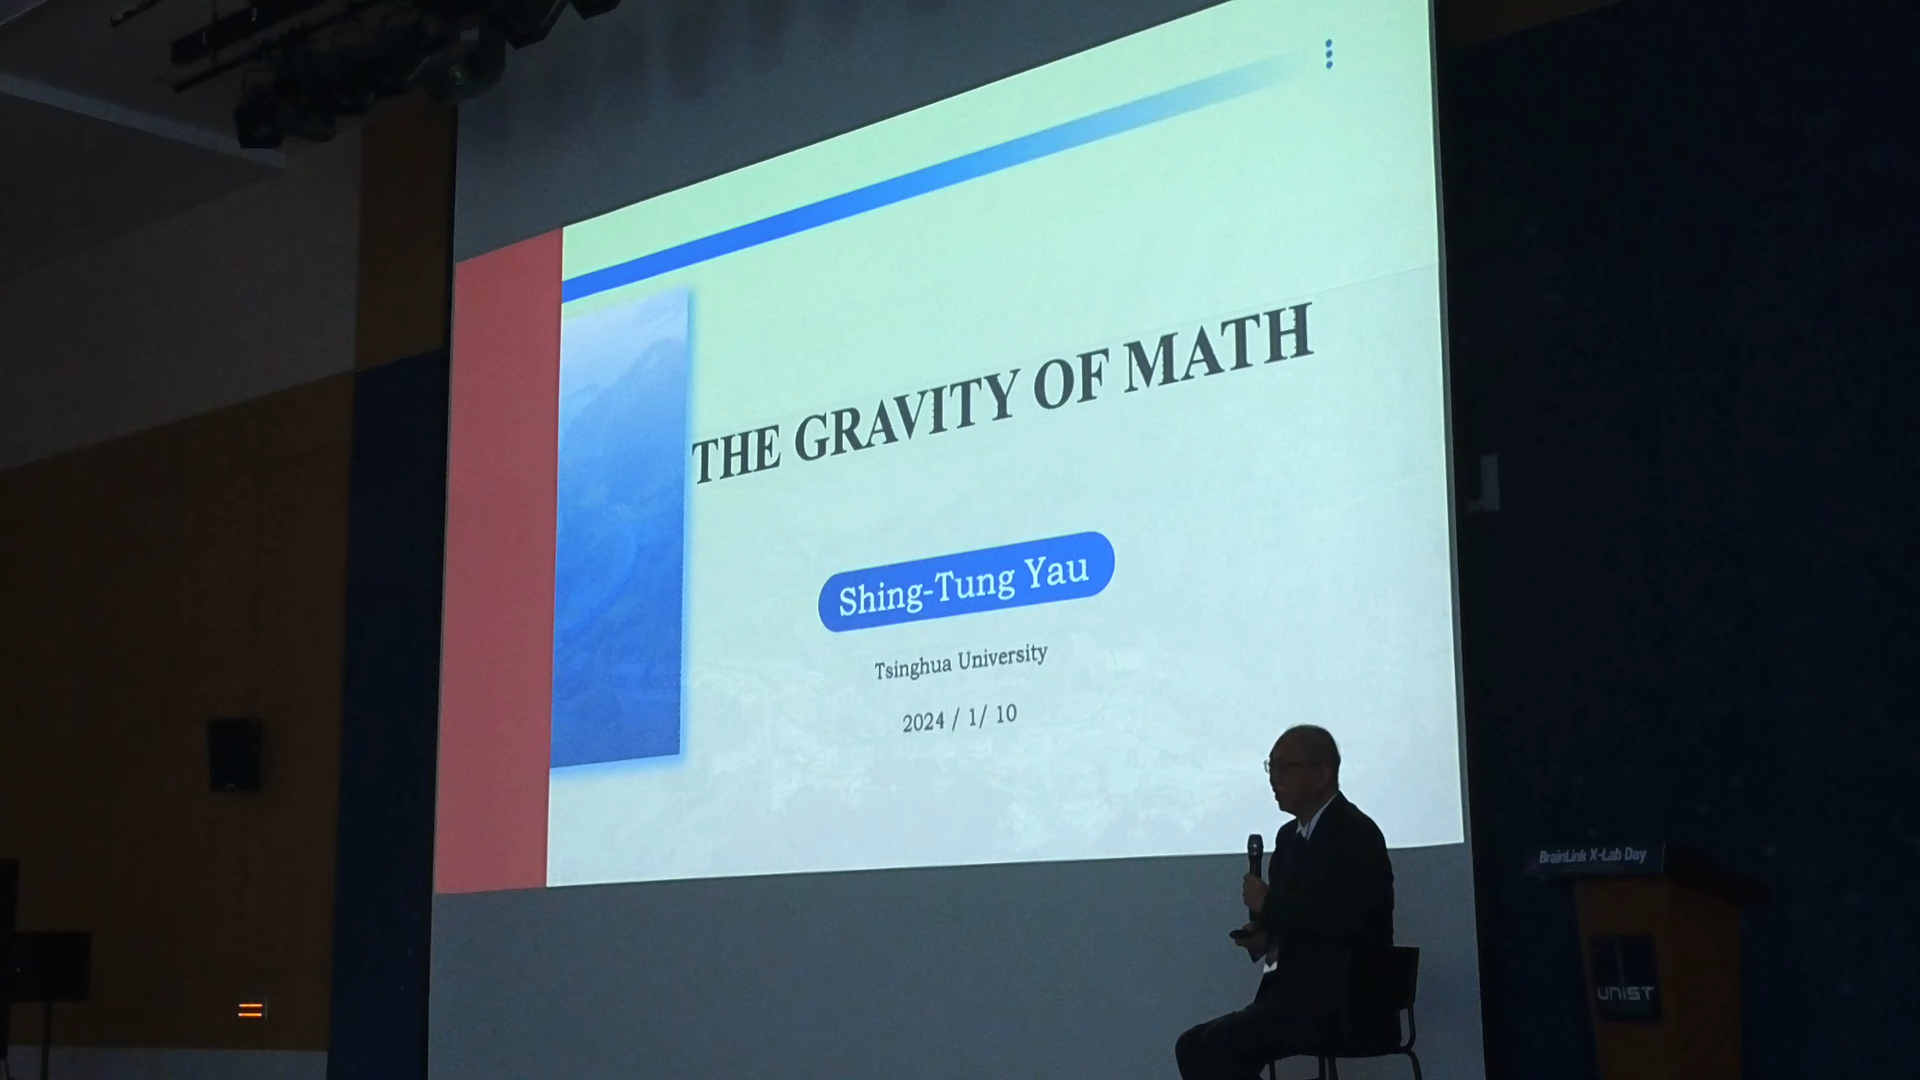 THE GRAVITY OF MATH
Shing-Tung Yau
Tsinghua University
2024 / 1/ 10
BrainLink X-Lab Day
UNIST